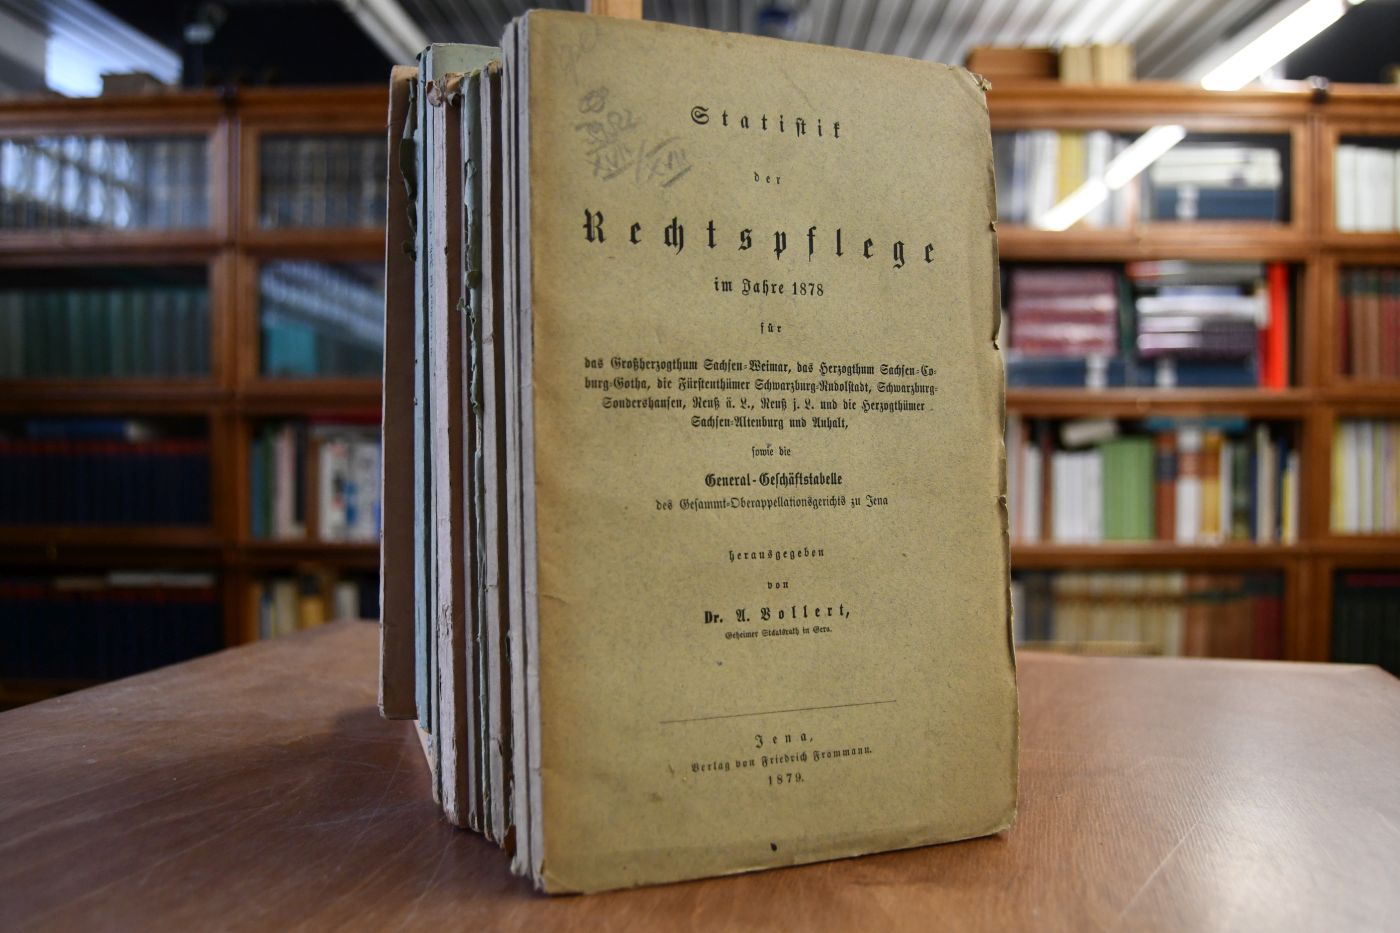 Statistik
der
Rechtspflege
im Jahre 1878
für
das Großherzogthum Sachsen-Weimar, das Herzogthum Sachsen-Co-
burg-Gotha, die Fürstenthümer Schwarzburg-Rudolstadt, Schwarzburg-
Sondershausen, Reuß ä. L., Reuß j. L. und die Herzogthümer
Sachsen-Altenburg und Anhalt,
sowie die
General-Geschäftstabelle
des Gesammt-Oberappellationsgerichts zu Jena
herausgegeben
von
Dr. A. Vollert,
Geheimer Staatsrath in Gera.
Jena,
Verlag von Friedrich Frommann.
1879.